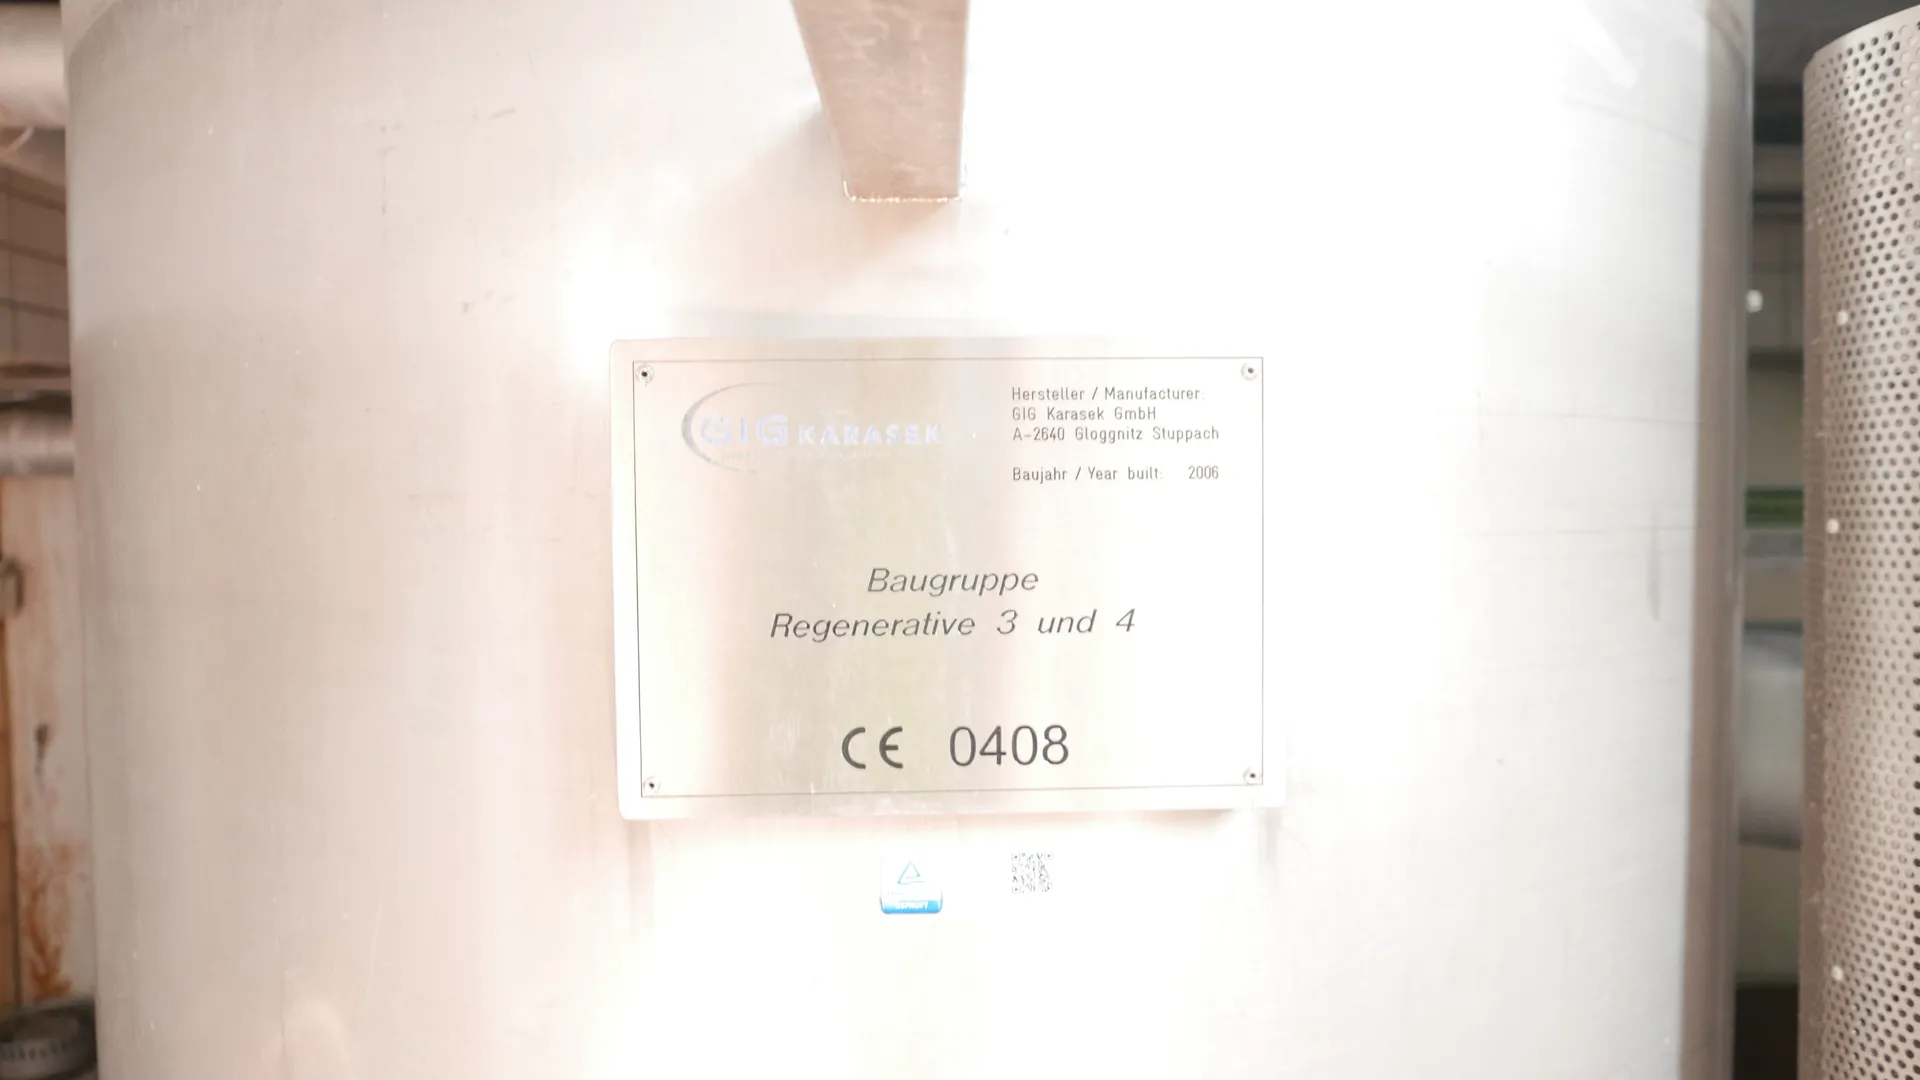 GIG KARASEK
Hersteller / Manufacturer:
GIG Karasek GmbH
A-2640 Gloggnitz Stuppach
Baujahr / Year built: 2006
Baugruppe
Regenerative 3 und 4
CE 0408